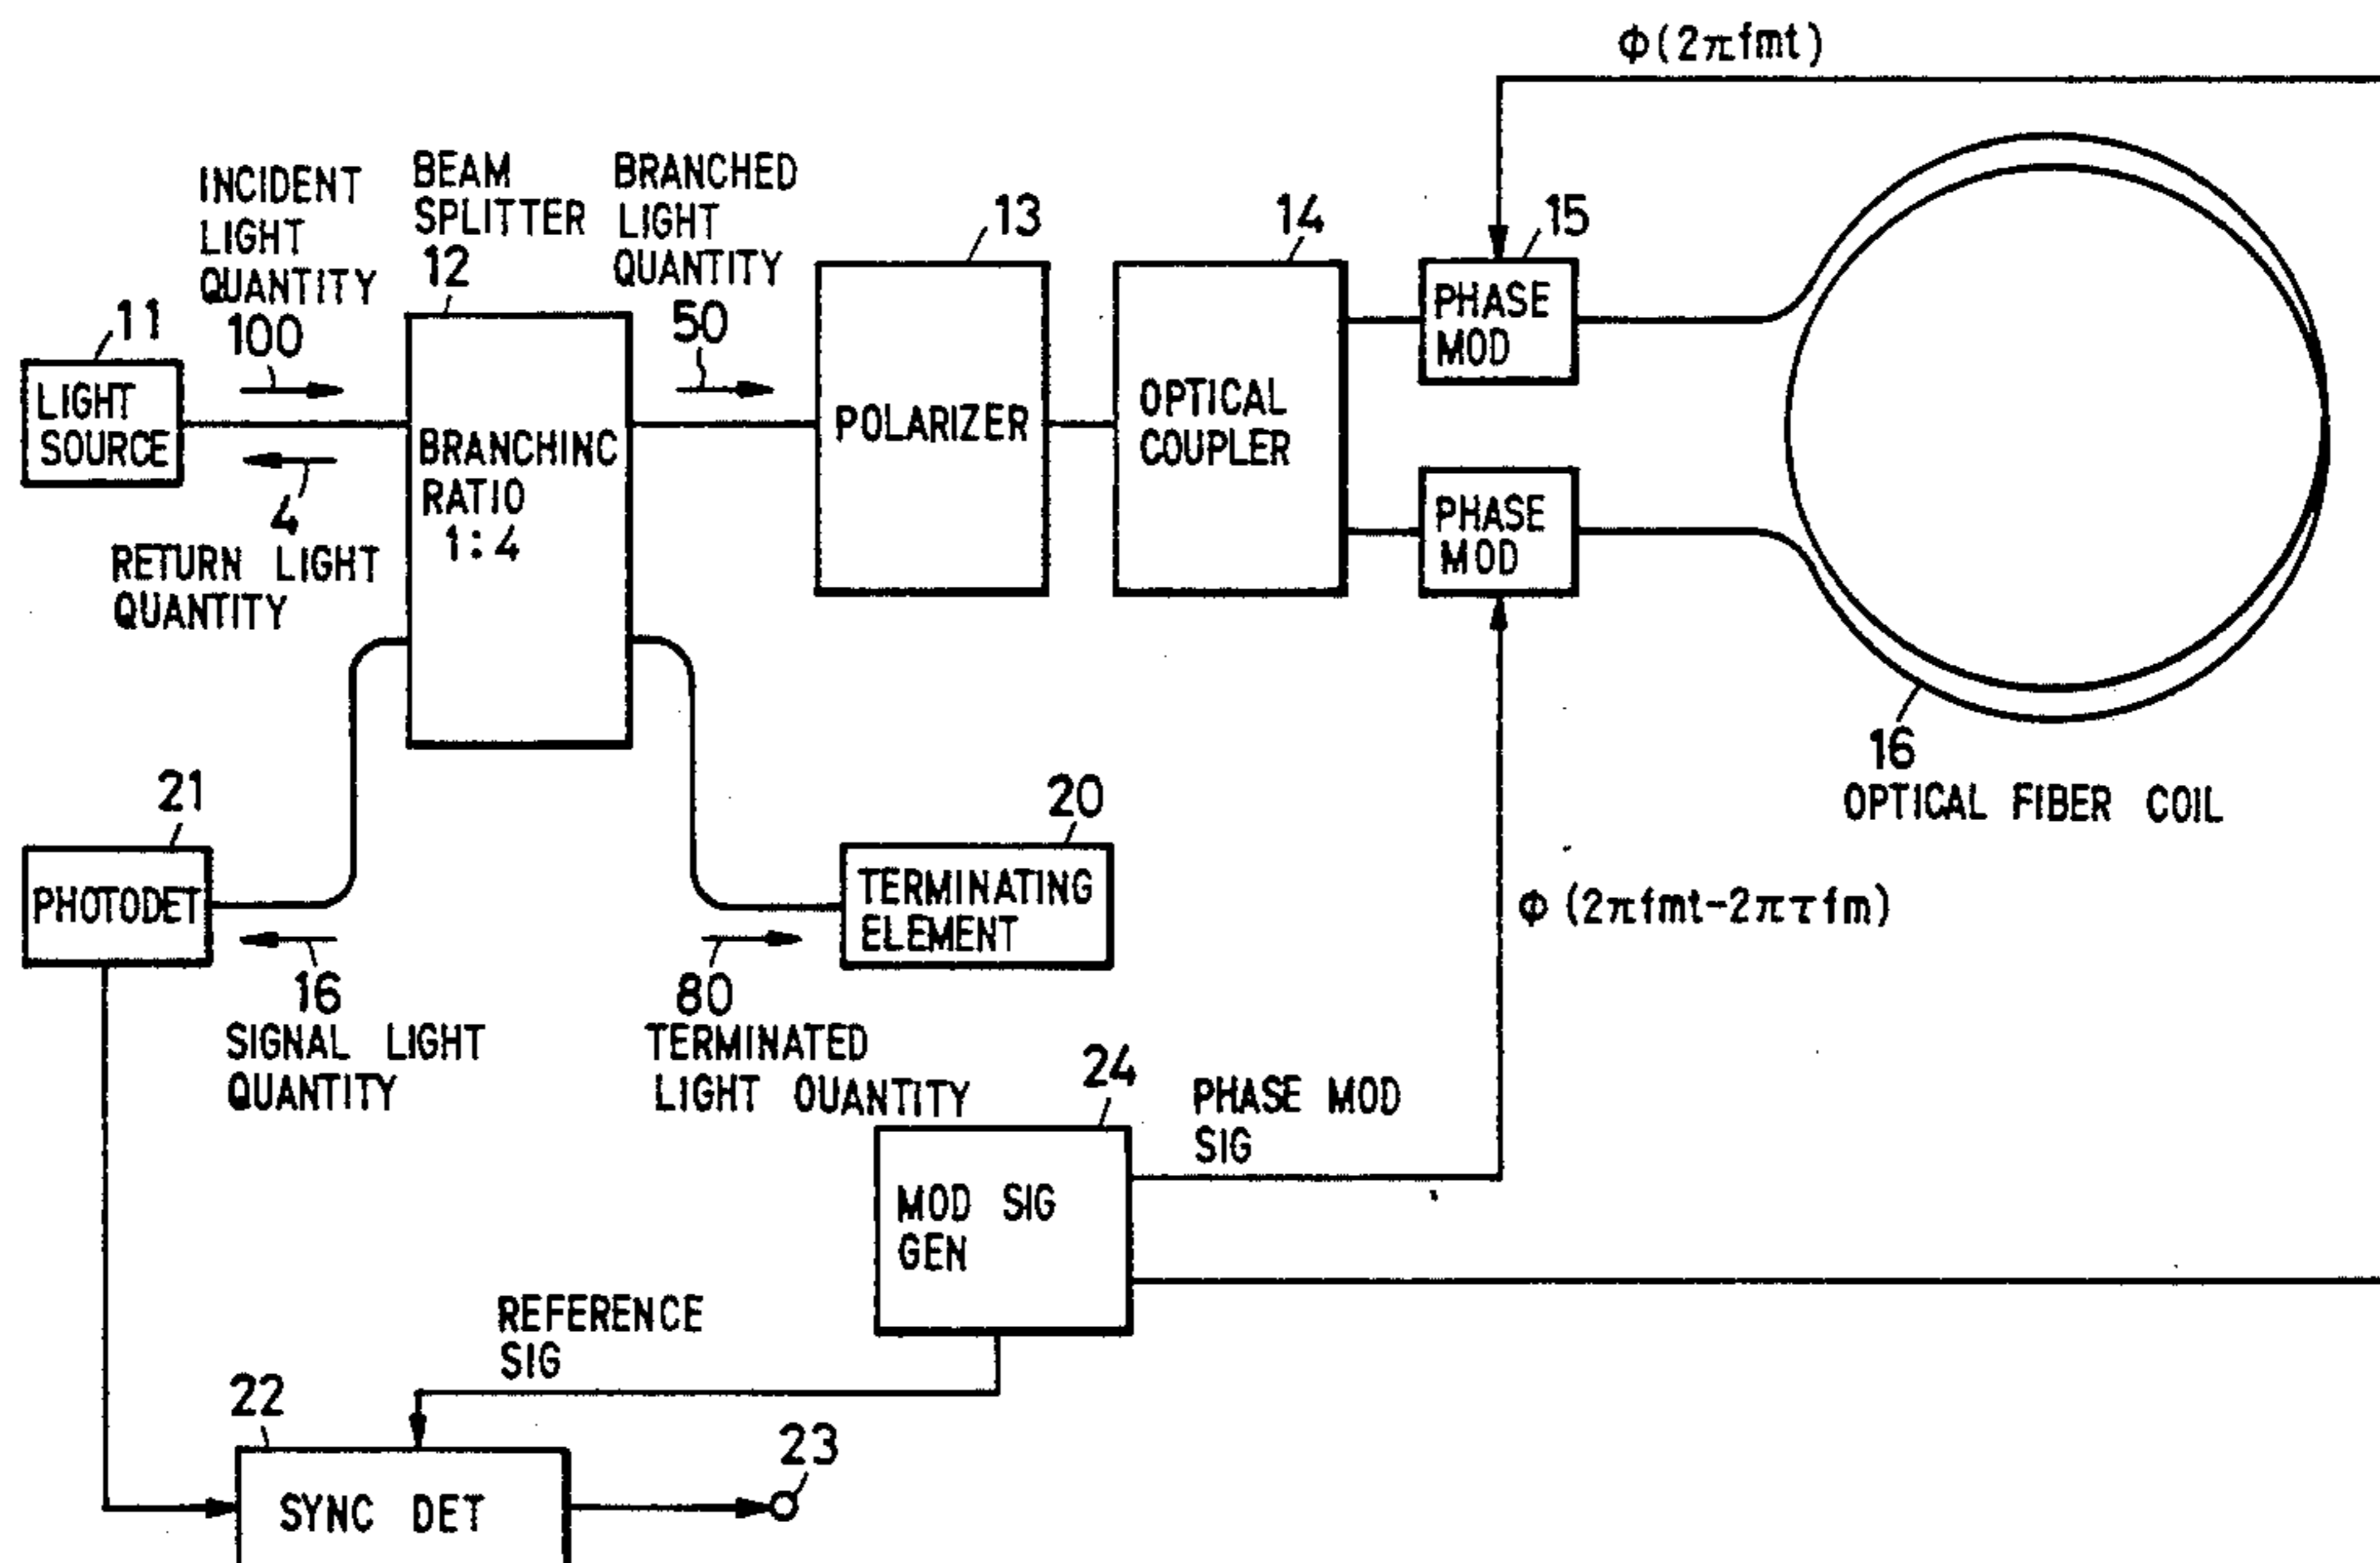 Φ(2πfmt)
INCIDENT
LIGHT
QUANTITY
100
BEAM
SPLITTER
12
BRANCHED
LIGHT
QUANTITY
50
13
14
15
11
LIGHT
SOURCE
4
RETURN LIGHT
QUANTITY
BRANCHINC
RATIO
1:4
POLARIZER
OPTICAL
COUPLER
PHASE
MOD
PHASE
MOD
16
OPTICAL FIBER COIL
21
PHOTODET
16
SIGNAL LIGHT
QUANTITY
20
TERMINATING
ELEMENT
80
TERMINATED
LIGHT QUANTITY
Φ(2πfmt-2πτfm)
24
PHASE MOD
SIG
MOD SIG
GEN
REFERENCE
SIG
22
SYNC DET
23